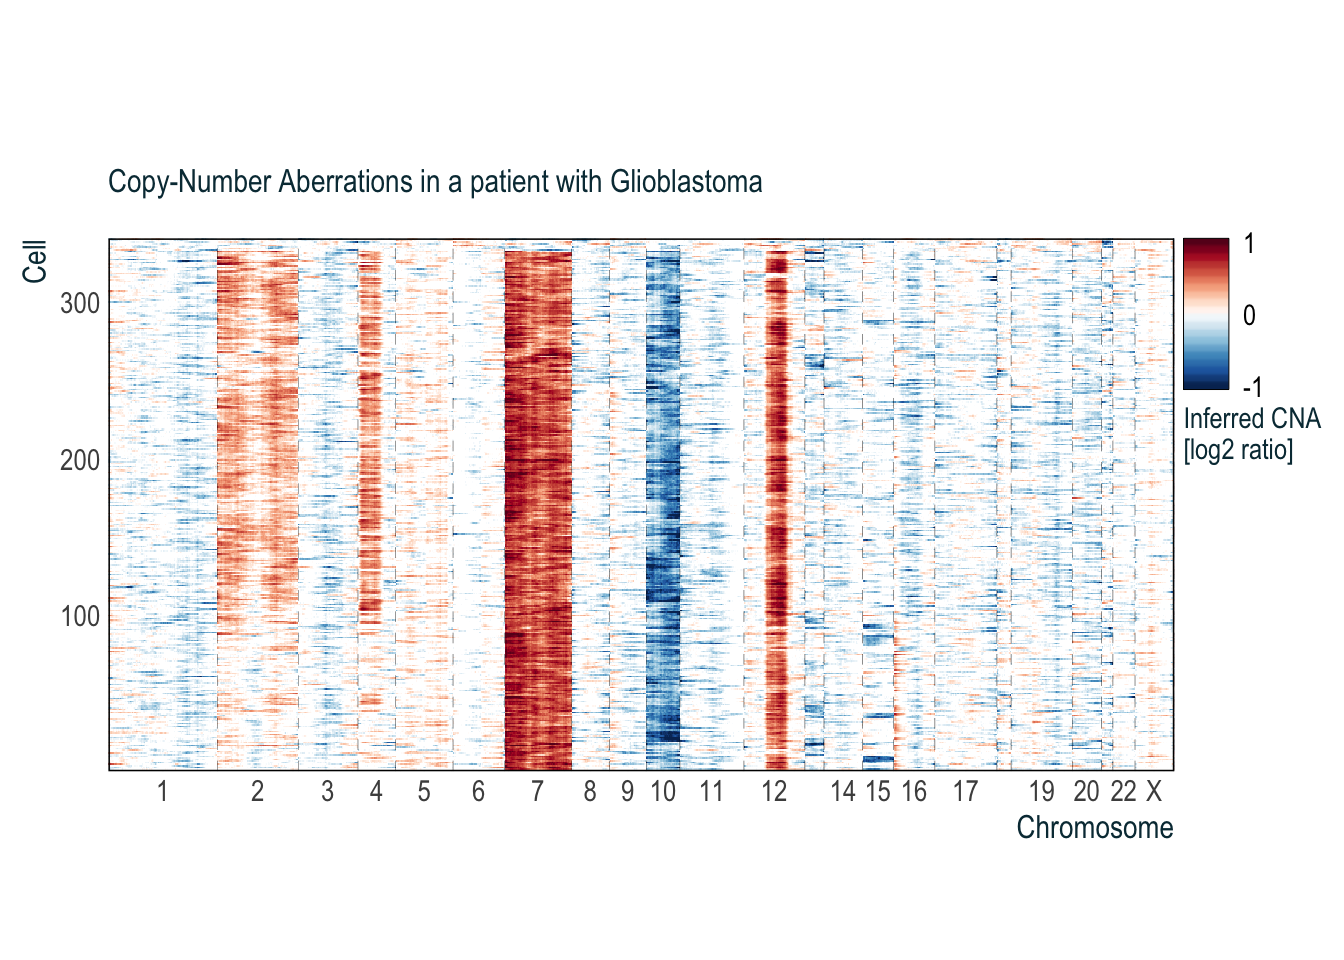 Copy-Number Aberrations in a patient with Glioblastoma
Cell
300
200
100
1 2 3 4 5 6 7 8 9 10 11 12 14 15 16 17 19 20 22 X
Chromosome
1
0
-1
Inferred CNA
[log2 ratio]